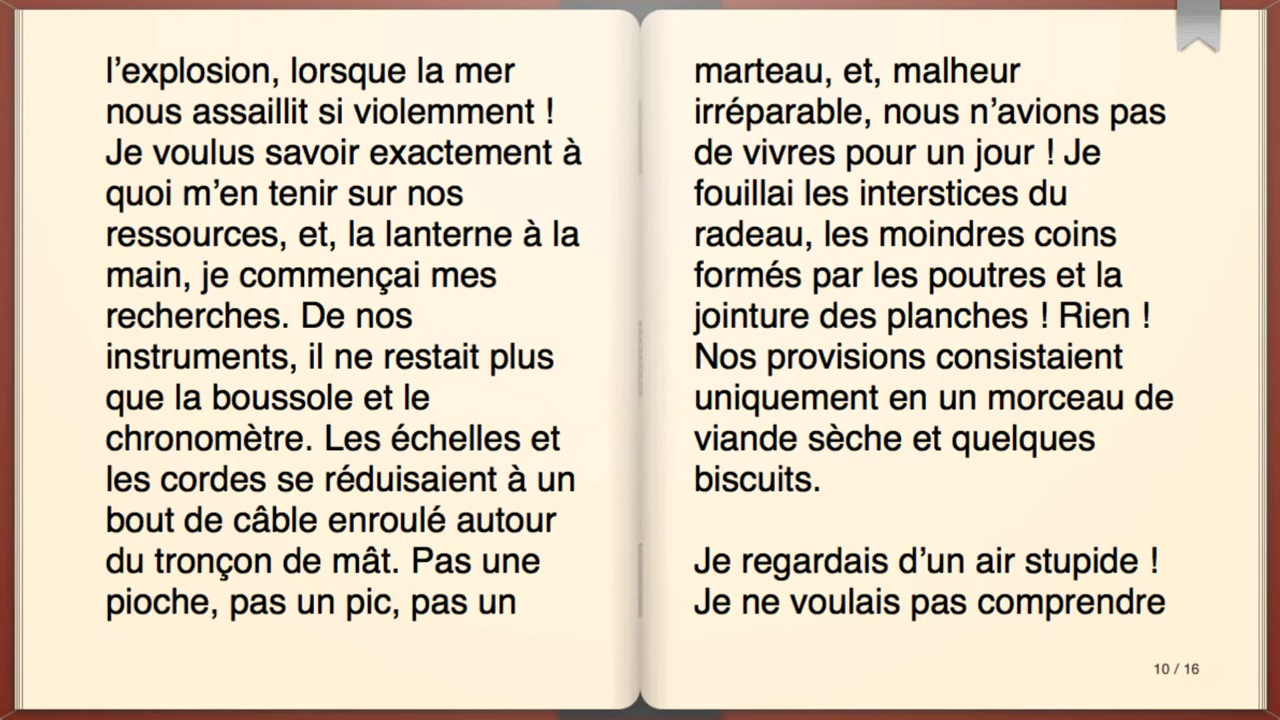 l’explosion, lorsque la mer
nous assaillit si violemment !
Je voulus savoir exactement à
quoi m’en tenir sur nos
ressources, et, la lanterne à la
main, je commençai mes
recherches. De nos
instruments, il ne restait plus
que la boussole et le
chronomètre. Les échelles et
les cordes se réduisaient à un
bout de câble enroulé autour
du tronçon de mât. Pas une
pioche, pas un pic, pas un
marteau, et, malheur
irréparable, nous n’avions pas
de vivres pour un jour ! Je
fouillai les interstices du
radeau, les moindres coins
formés par les poutres et la
jointure des planches ! Rien !
Nos provisions consistaient
uniquement en un morceau de
viande sèche et quelques
biscuits.
Je regardais d’un air stupide !
Je ne voulais pas comprendre
10 / 16